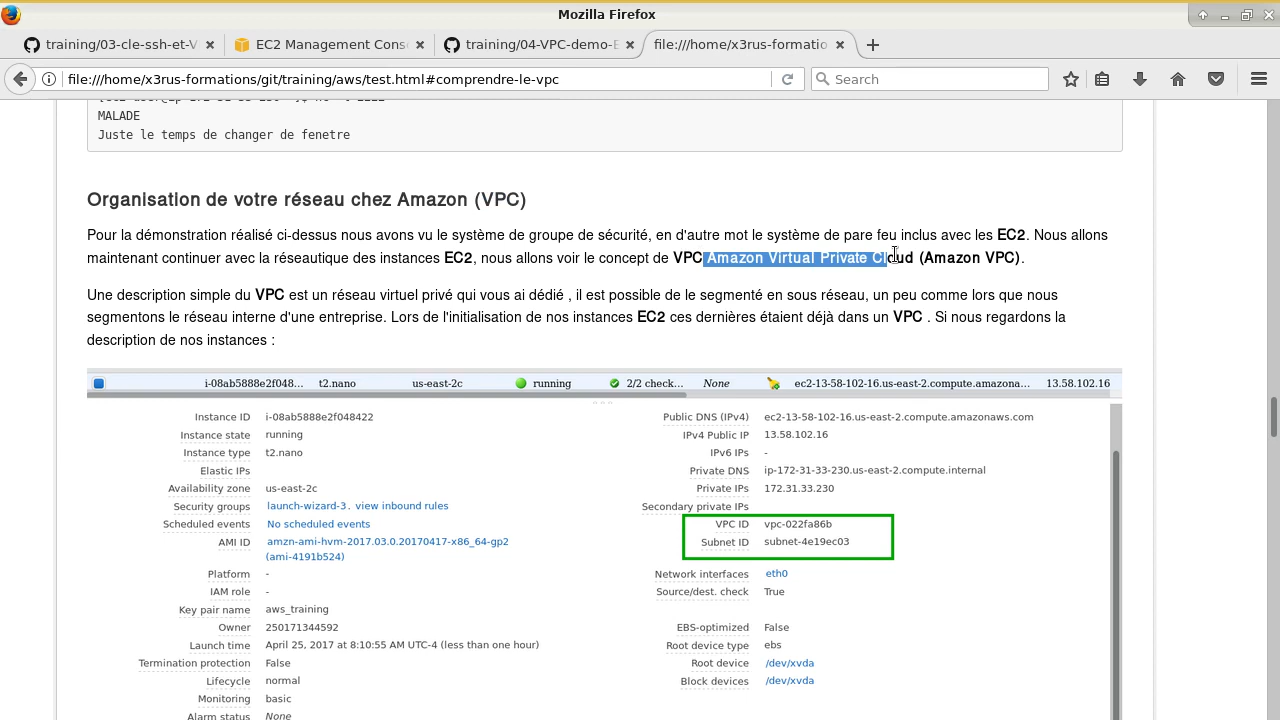 Mozilla Firefox
training/03-cle-ssh-et-V
EC2 Management Cons
training/04-VPC-demo-E
file:///home/x3rus-formatio
file:///home/x3rus-formations/git/training/aws/test.html#comprendre-le-vpc
Search
MALADE
Juste le temps de changer de fenetre
Organisation de votre réseau chez Amazon (VPC)
Pour la démonstration réalisé ci-dessus nous avons vu le système de groupe de sécurité, en d'autre mot le système de pare feu inclus avec les EC2. Nous allons
maintenant continuer avec la réseautique des instances EC2, nous allons voir le concept de VPC Amazon Virtual Private Cloud (Amazon VPC).
Une description simple du VPC est un réseau virtuel privé qui vous ai dédié , il est possible de le segmenté en sous réseau, un peu comme lors que nous
segmentons le réseau interne d'une entreprise. Lors de l'initialisation de nos instances EC2 ces dernières étaient déjà dans un VPC . Si nous regardons la
description de nos instances :
i-08ab5888e2f048... t2.nano us-east-2c running 2/2 check... None ec2-13-58-102-16.us-east-2.compute.amazona... 13.58.102.16
Instance ID i-08ab5888e2f048422
Instance state running
Instance type t2.nano
Elastic IPs
Availability zone us-east-2c
Security groups launch-wizard-3. view inbound rules
Scheduled events No scheduled events
AMI ID amzn-ami-hvm-2017.03.0.20170417-x86_64-gp2
(ami-4191b524)
Platform -
IAM role -
Key pair name aws_training
Owner 250171344592
Launch time April 25, 2017 at 8:10:55 AM UTC-4 (less than one hour)
Termination protection False
Lifecycle normal
Monitoring basic
Alarm status None
Public DNS (IPv4) ec2-13-58-102-16.us-east-2.compute.amazonaws.com
IPv4 Public IP 13.58.102.16
IPv6 IPs -
Private DNS ip-172-31-33-230.us-east-2.compute.internal
Private IPs 172.31.33.230
Secondary private IPs
VPC ID vpc-022fa86b
Subnet ID subnet-4e19ec03
Network interfaces eth0
Source/dest. check True
EBS-optimized False
Root device type ebs
Root device /dev/xvda
Block devices /dev/xvda